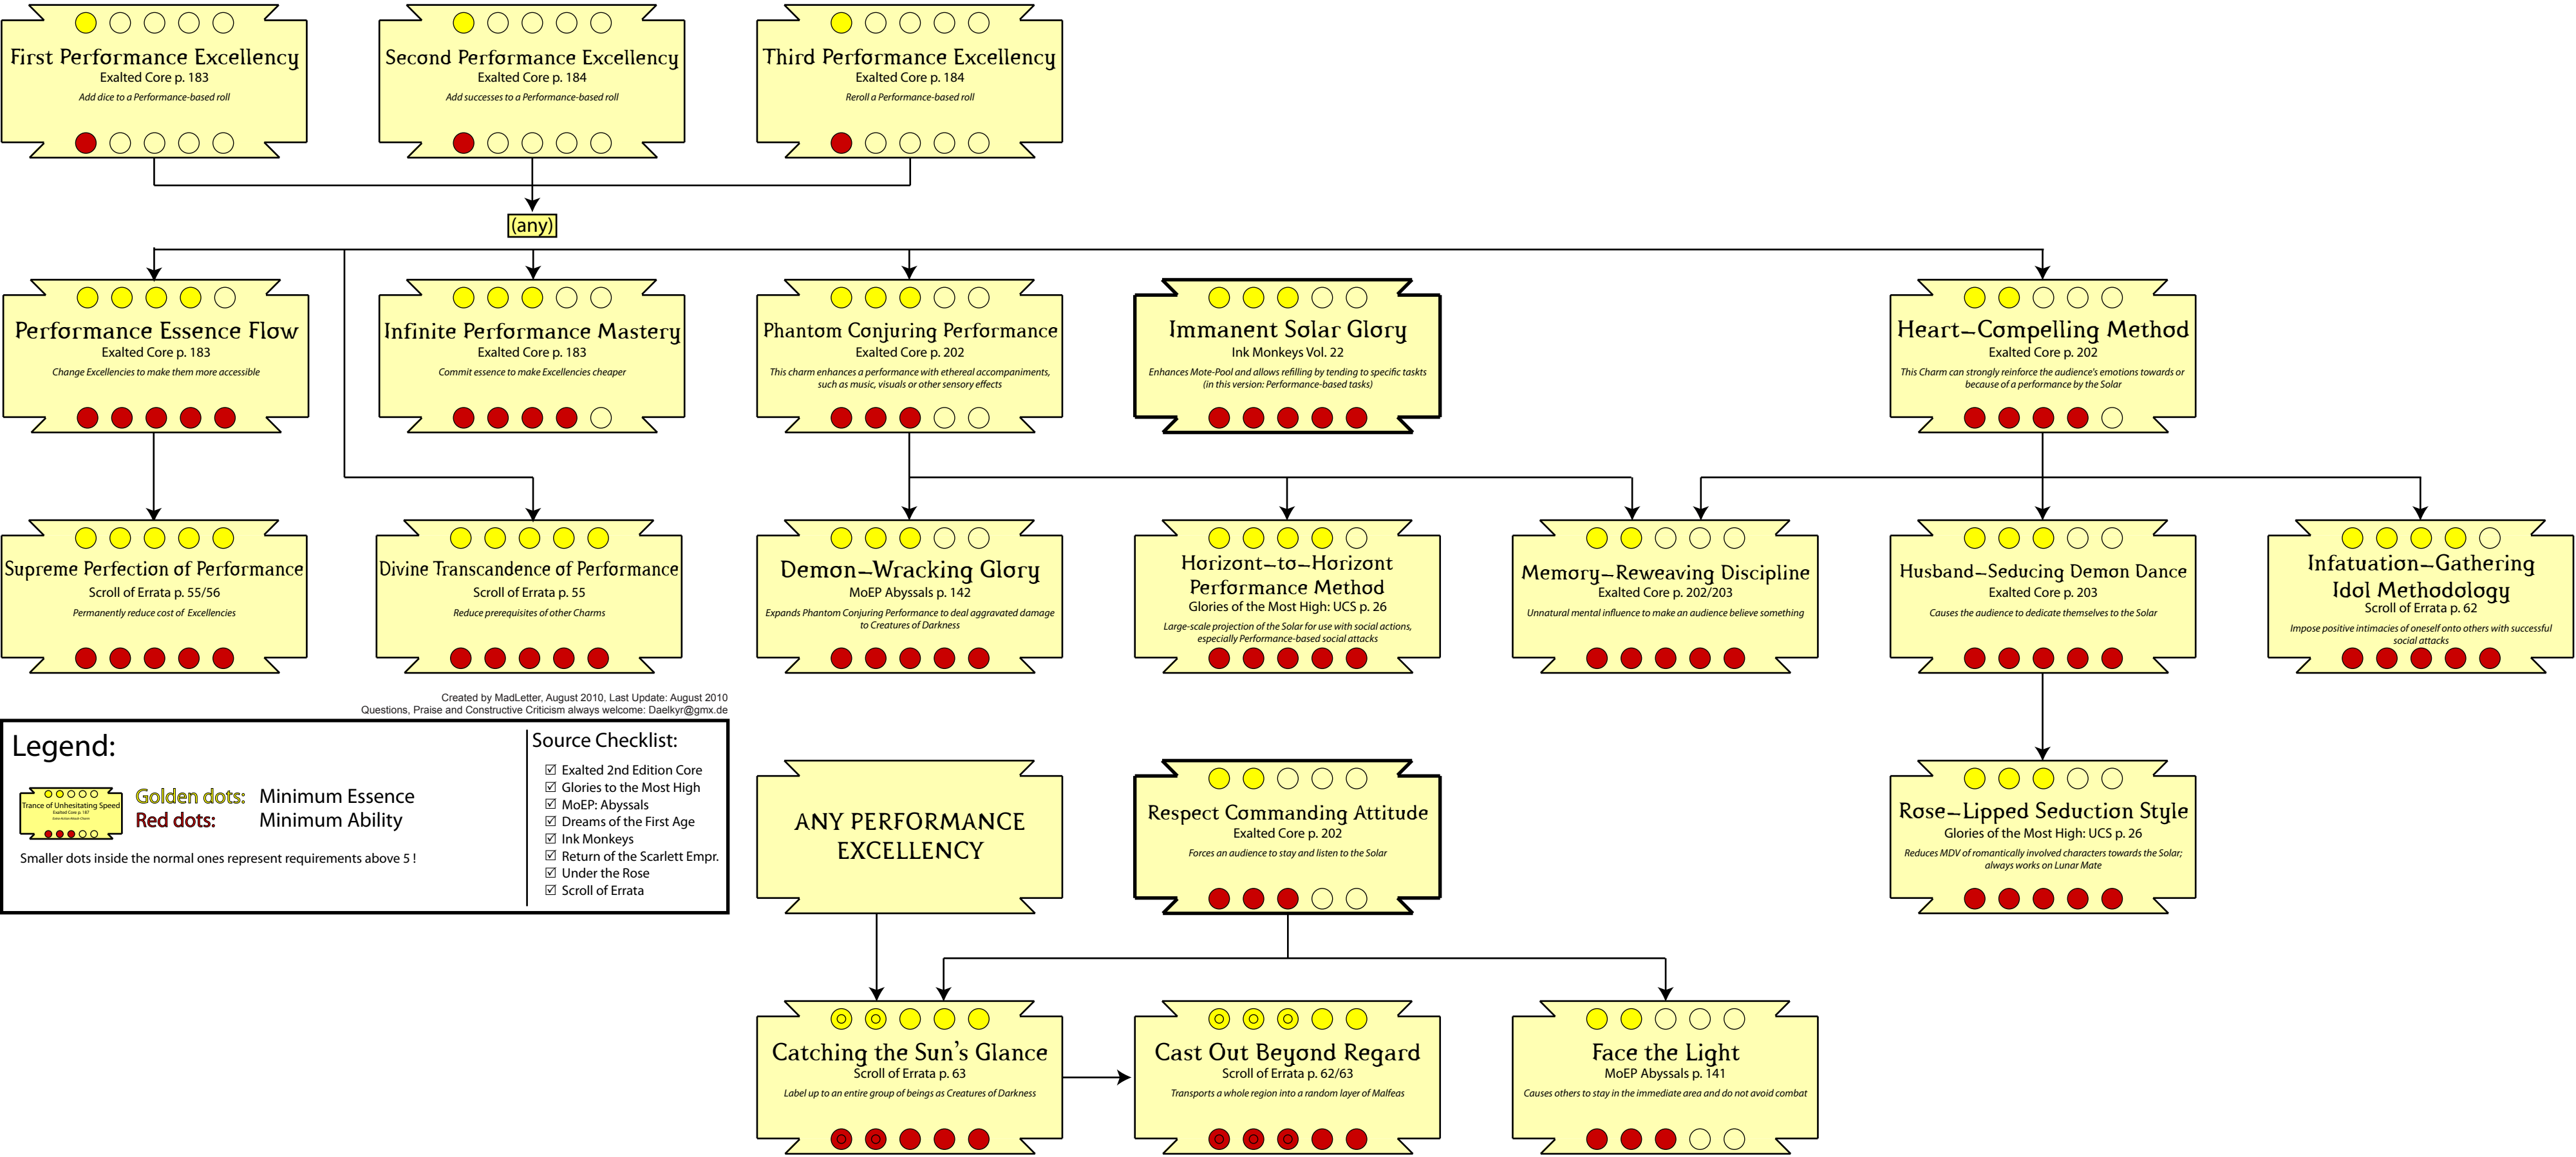 First Performance Excellency
Exalted Core p. 183
Add dice to a Performance-based roll
Second Performance Excellency
Exalted Core p. 184
Add successes to a Performance-based roll
Third Performance Excellency
Exalted Core p. 184
Reroll a Performance-based roll
(any)
Performance Essence Flow
Exalted Core p. 183
Change Excellencies to make them more accessible
Infinite Performance Mastery
Exalted Core p. 183
Commit essence to make Excellencies cheaper
Phantom Conjuring Performance
Exalted Core p. 202
This charm enhances a performance with ethereal accompaniments,
such as music, visuals or other sensory effects
Immanent Solar Glory
Ink Monkeys Vol. 22
Enhances Mote-Pool and allows refilling by tending to specific taskts
(in this version: Performance-based tasks)
Heart-Compelling Method
Exalted Core p. 202
This Charm can strongly reinforce the audience's emotions towards or
because of a performance by the Solar
Supreme Perfection of Performance
Scroll of Errata p. 55/56
Permanently reduce cost of Excellencies
Divine Transcendence of Performance
Scroll of Errata p. 55
Reduce prerequisites of other Charms
Demon-Wracking Glory
MoEP Abyssals p. 142
Expands Phantom Conjuring Performance to deal aggravated damage
to Creatures of Darkness
Horizont-to-Horizont
Performance Method
Glories of the Most High: UCS p. 26
Large-scale projection of the Solar for use with social actions,
especially Performance-based social attacks
Memory-Reweaving Discipline
Exalted Core p. 202/203
Unnatural mental influence to make an audience believe something
Husband-Seducing Demon Dance
Exalted Core p. 203
Causes the audience to dedicate themselves to the Solar
Infatuation-Gathering
Idol Methodology
Scroll of Errata p. 62
Impose positive intimacies of oneself onto others with successful
social attacks
Created by MadLetter, August 2010, Last Update: August 2010
Questions, Praise and Constructive Criticism always welcome: Daelkyr@gmx.de
Legend:
Trance of Unhesitating Speed
Exalted Core p. 187
Golden dots: Minimum Essence
Red dots: Minimum Ability
Smaller dots inside the normal ones represent requirements above 5 !
Source Checklist:
Exalted 2nd Edition Core
Glories to the Most High
MoEP: Abyssals
Dreams of the First Age
Ink Monkeys
Return of the Scarlett Empr.
Under the Rose
Scroll of Errata
ANY PERFORMANCE
EXCELLENCY
Respect Commanding Attitude
Exalted Core p. 202
Forces an audience to stay and listen to the Solar
Rose-Lipped Seduction Style
Glories of the Most High: UCS p. 26
Reduces MDV of romantically involved characters towards the Solar;
always works on Lunar Mate
Catching the Sun's Glance
Scroll of Errata p. 63
Label up to an entire group of beings as Creatures of Darkness
Cast Out Beyond Regard
Scroll of Errata p. 62/63
Transports a whole region into a random layer of Malfeas
Face the Light
MoEP Abyssals p. 141
Causes others to stay in the immediate area and do not avoid combat